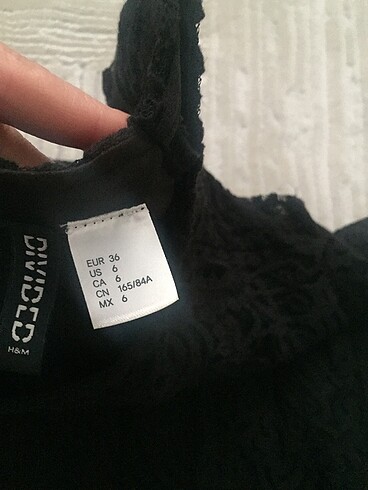 EUR 36
US 6
CA 6
CN 165/84A
MX 6
DIVIDED
H&M